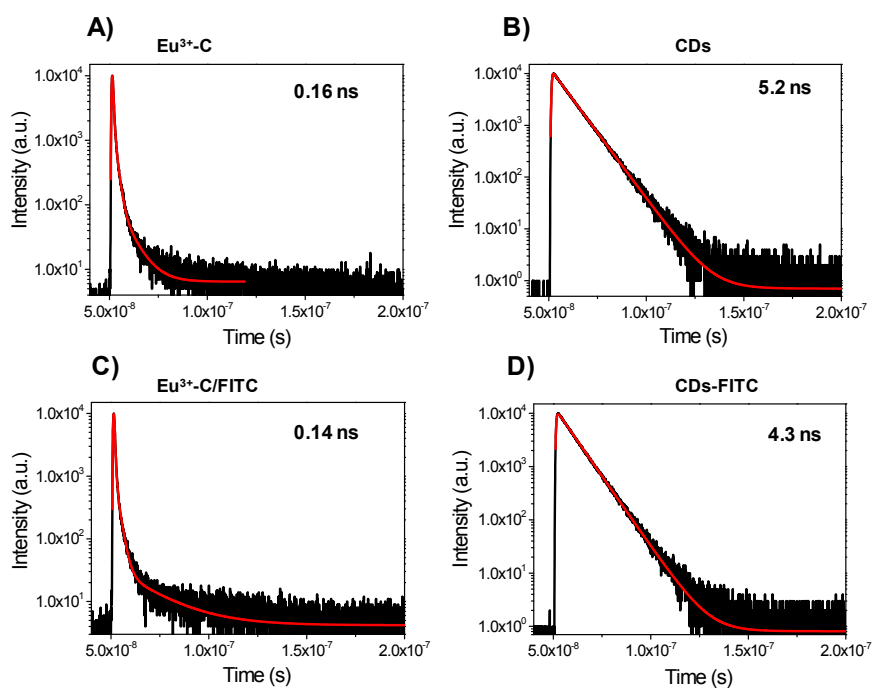 A)
Eu³⁺-C
0.16 ns
1.0x10⁴
1.0x10³
1.0x10²
1.0x10¹
Intensity (a.u.)
5.0x10⁻⁸
1.0x10⁻⁷
1.5x10⁻⁷
2.0x10⁻⁷
Time (s)
B)
CDs
5.2 ns
1.0x10⁴
1.0x10³
1.0x10²
1.0x10¹
1.0x10⁰
Intensity (a.u.)
5.0x10⁻⁸
1.0x10⁻⁷
1.5x10⁻⁷
2.0x10⁻⁷
Time (s)
C)
Eu³⁺-C/FITC
0.14 ns
1.0x10⁴
1.0x10³
1.0x10²
1.0x10¹
Intensity (a.u.)
5.0x10⁻⁸
1.0x10⁻⁷
1.5x10⁻⁷
2.0x10⁻⁷
Time (s)
D)
CDs-FITC
4.3 ns
1.0x10⁴
1.0x10³
1.0x10²
1.0x10¹
1.0x10⁰
Intensity (a.u.)
5.0x10⁻⁸
1.0x10⁻⁷
1.5x10⁻⁷
2.0x10⁻⁷
Time (s)